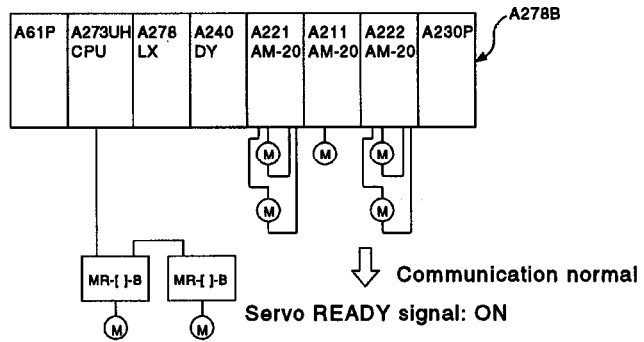 A278B
A61P
A273UH
CPU
A278
LX
A240
DY
A221
AM-20
A211
AM-20
A222
AM-20
A230P
M
M
M
M
M
MR-[ ]-B
MR-[ ]-B
M
M
Communication normal
Servo READY signal: ON